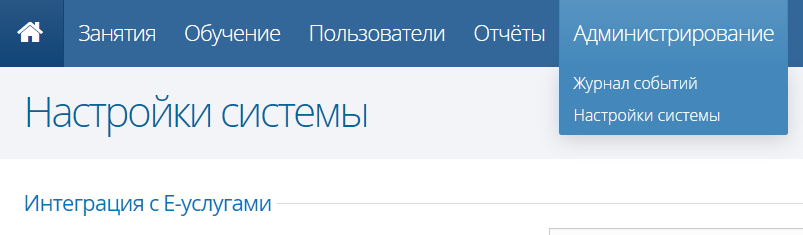 Занятия Обучение Пользователи Отчёты Администрирование
Журнал событий
Настройки системы
Настройки системы
Интеграция с Е-услугами